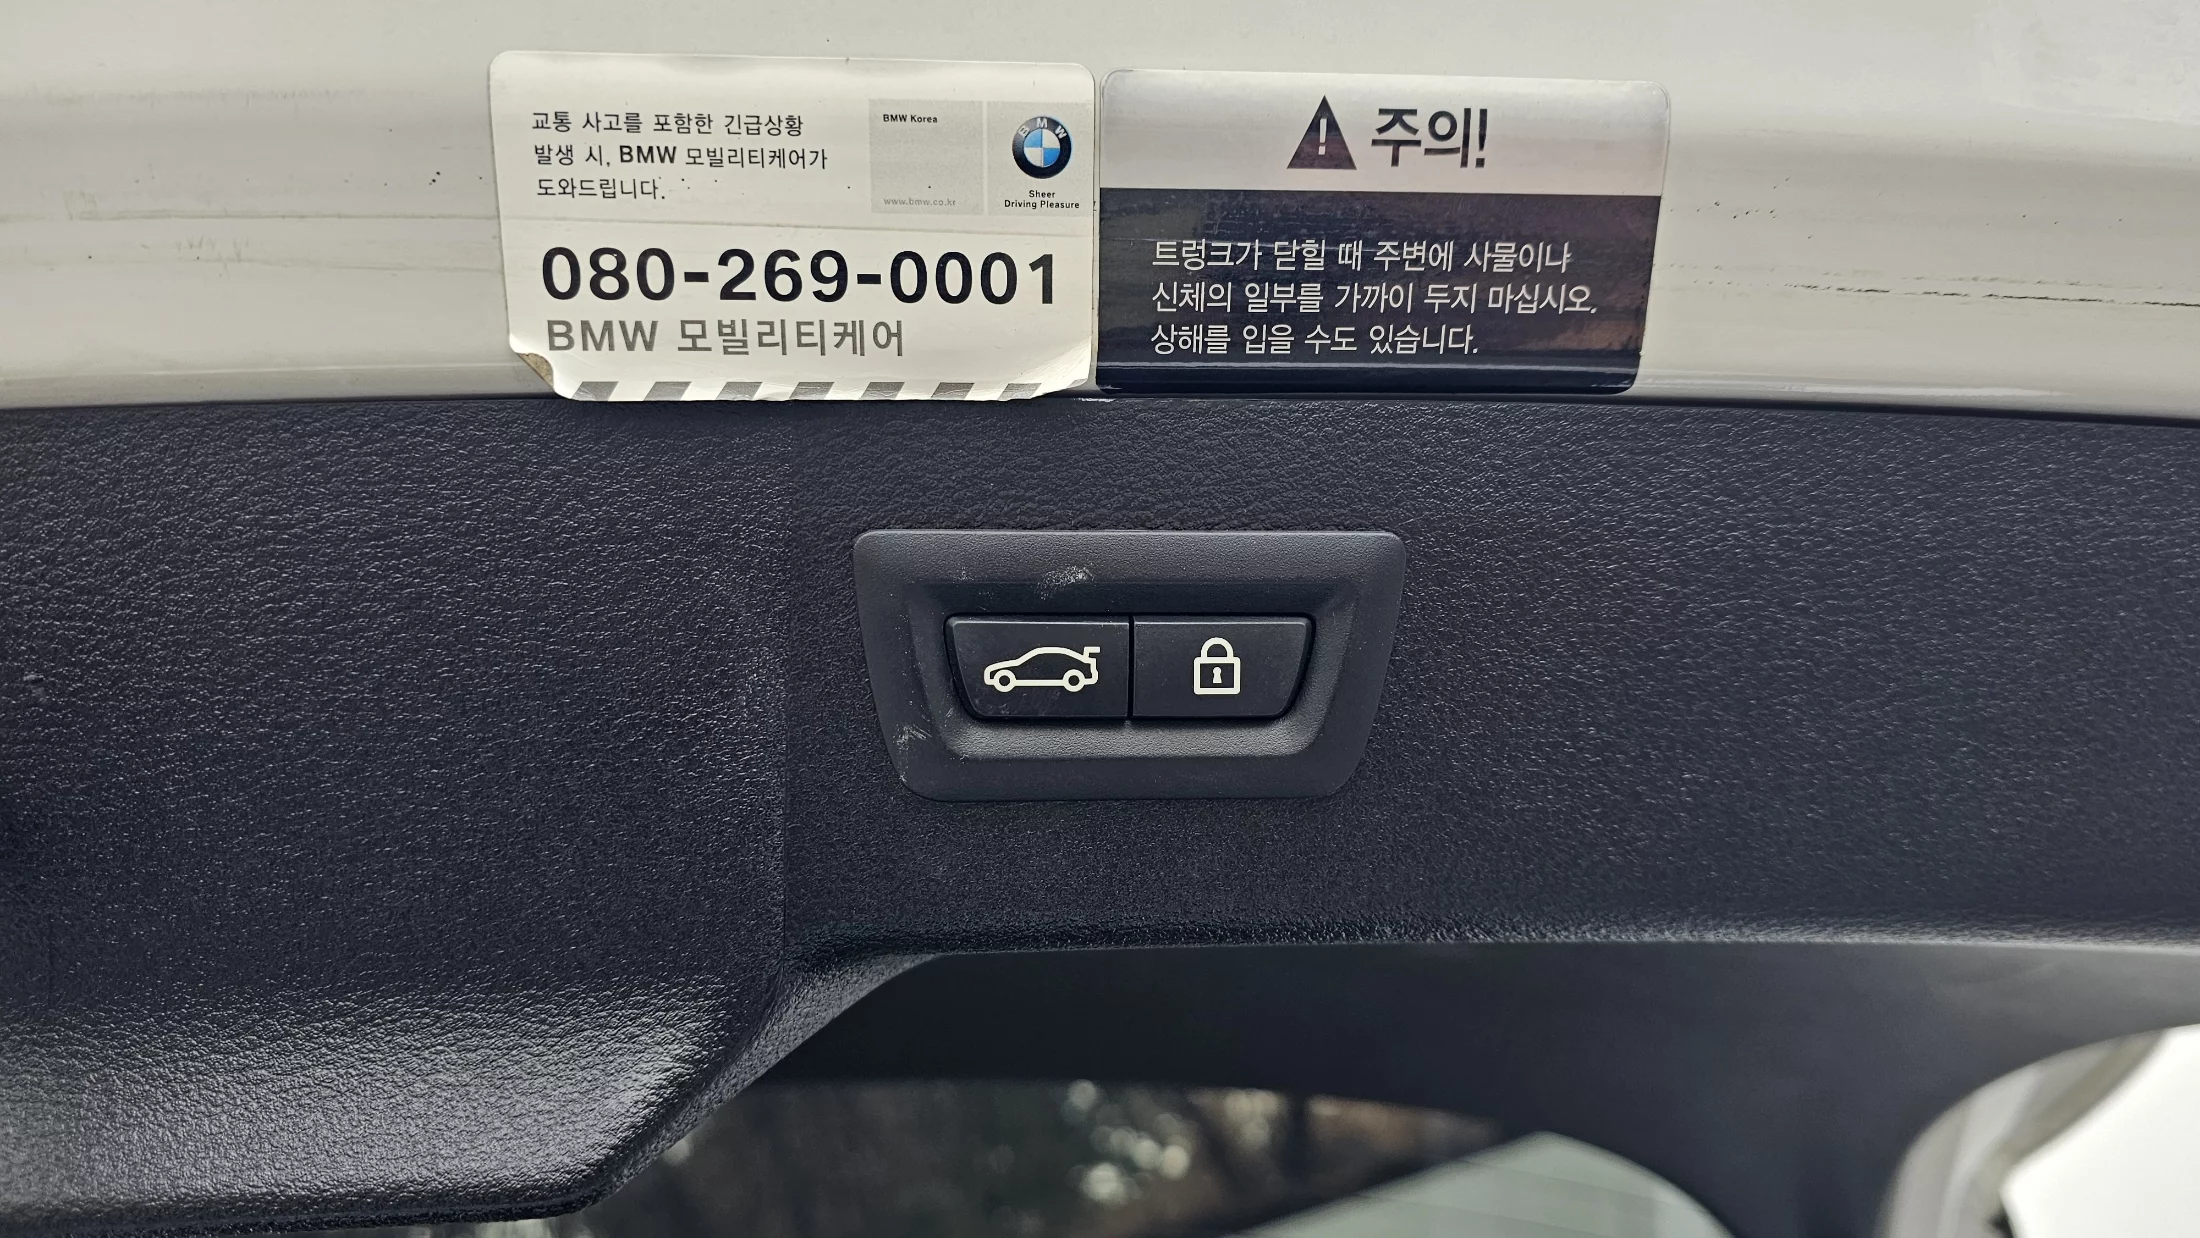 교통 사고를 포함한 긴급상황
발생 시, BMW 모빌리티케어가
도와드립니다.
BMW Korea
www.bmw.co.kr
BMW
Sheer
Driving Pleasure
080-269-0001
BMW 모빌리티케어
주의!
트렁크가 닫힐 때 주변에 사물이나
신체의 일부를 가까이 두지 마십시오.
상해를 입을 수도 있습니다.